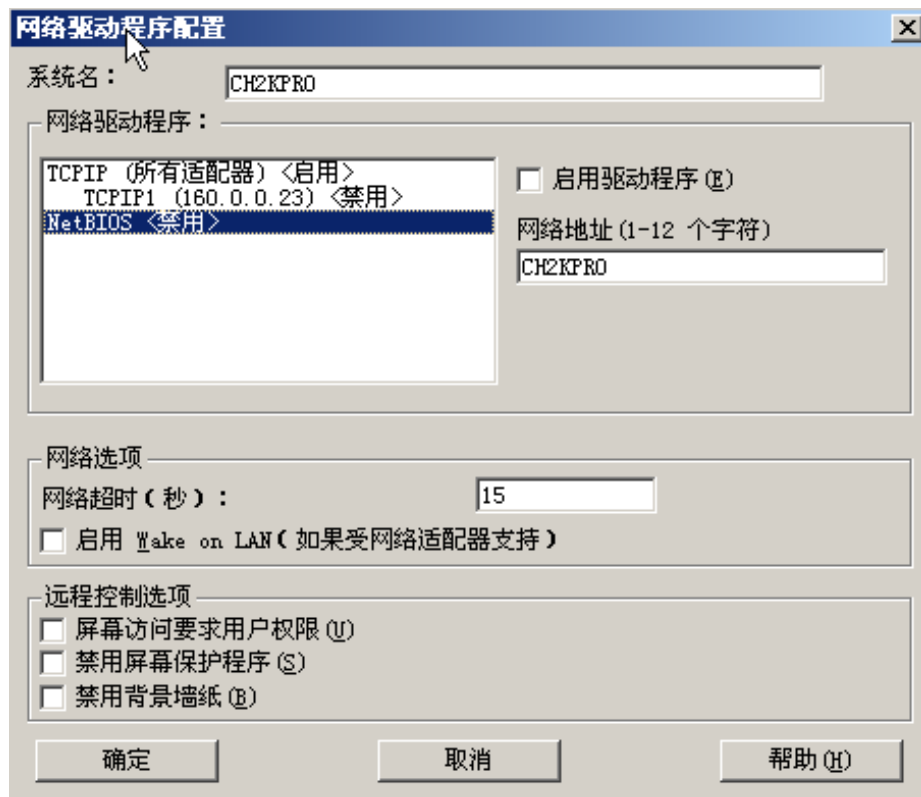 网络驱动程序配置
系统名：
CH2KPRO
网络驱动程序：
TCPIP (所有适配器) <启用>
TCPIP1 (160.0.0.23) <禁用>
NetBIOS <禁用>
启用驱动程序(E)
网络地址(1-12 个字符)
CH2KPRO
网络选项
网络超时(秒)：
15
启用 Wake on LAN(如果受网络适配器支持)
远程控制选项
屏幕访问要求用户权限(U)
禁用屏幕保护程序(S)
禁用背景墙纸(B)
确定
取消
帮助(H)